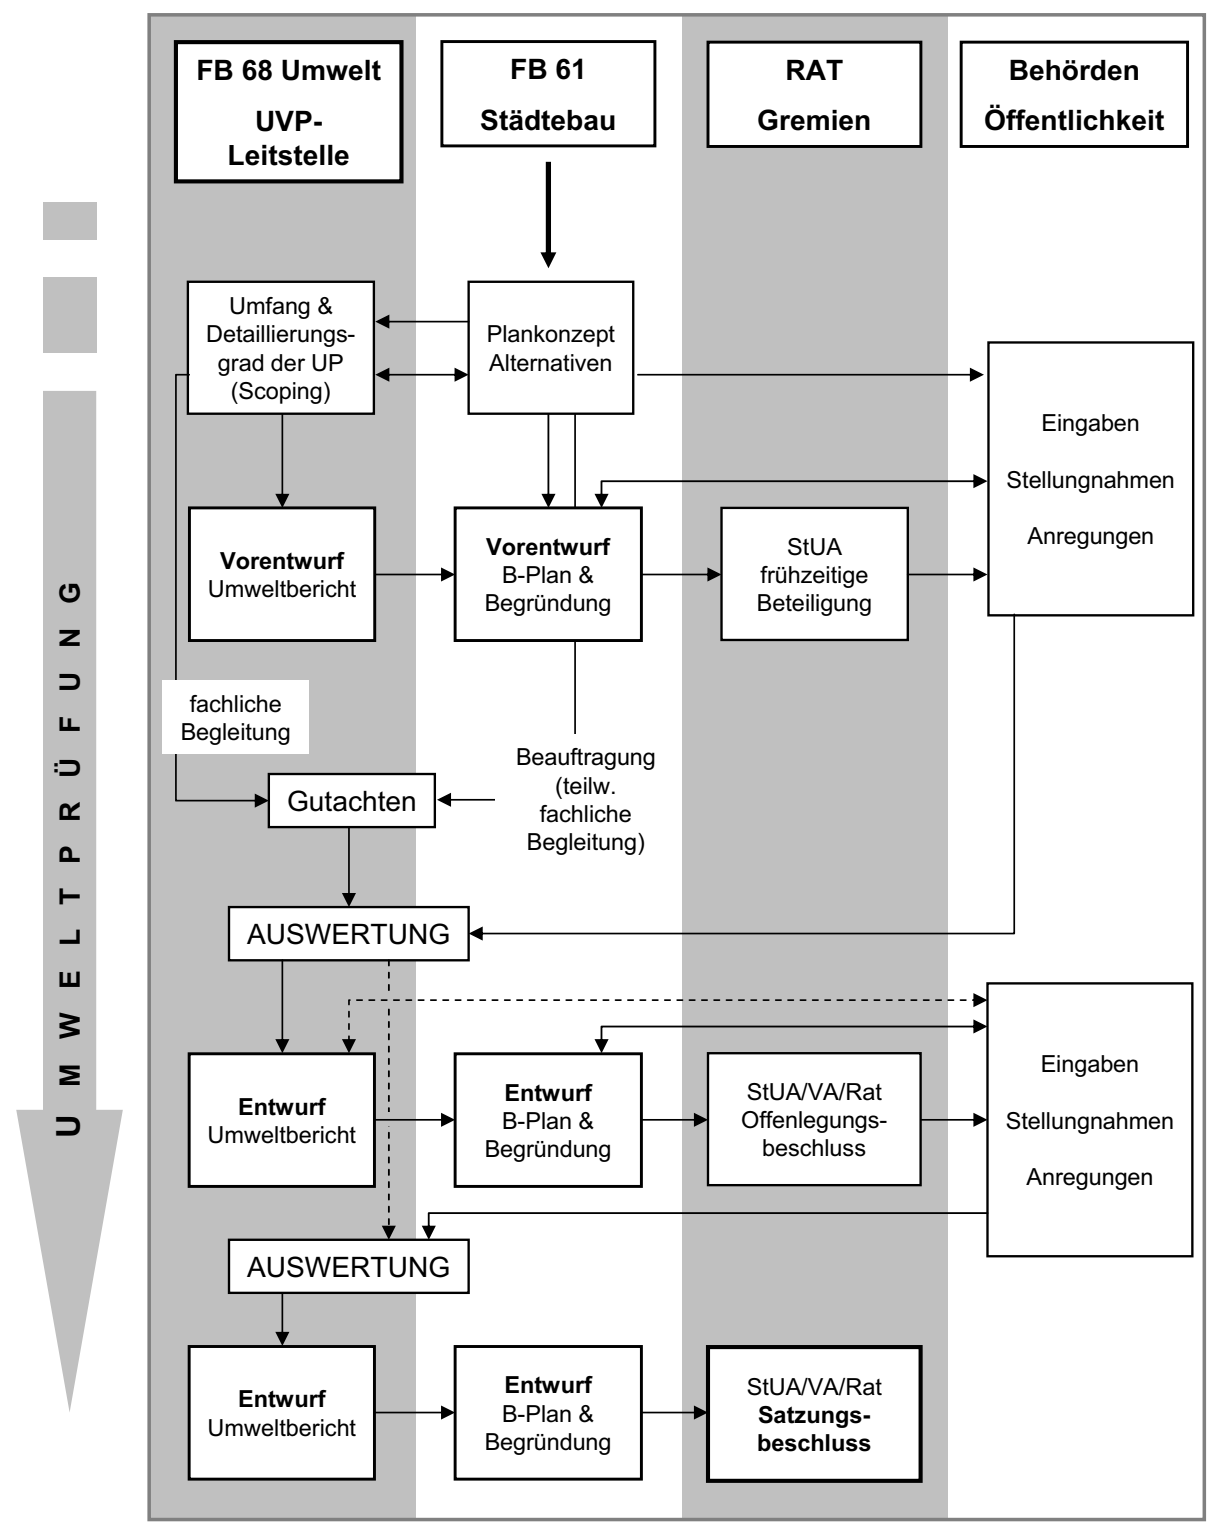 FB 68 Umwelt
UVP-
Leitstelle
FB 61
Städtebau
RAT
Gremien
Behörden
Öffentlichkeit
UMWELTPRÜFUNG
Umfang &
Detaillierungs-
grad der UP
(Scoping)
Plankonzept
Alternativen
Eingaben
Stellungnahmen
Anregungen
Vorentwurf
Umweltbericht
Vorentwurf
B-Plan &
Begründung
StUA
frühzeitige
Beteiligung
fachliche
Begleitung
Beauftragung
(teilw.
fachliche
Begleitung)
Gutachten
AUSWERTUNG
Entwurf
Umweltbericht
Entwurf
B-Plan &
Begründung
StUA/VA/Rat
Offenlegungs-
beschluss
Eingaben
Stellungnahmen
Anregungen
AUSWERTUNG
Entwurf
Umweltbericht
Entwurf
B-Plan &
Begründung
StUA/VA/Rat
Satzungs-
beschluss